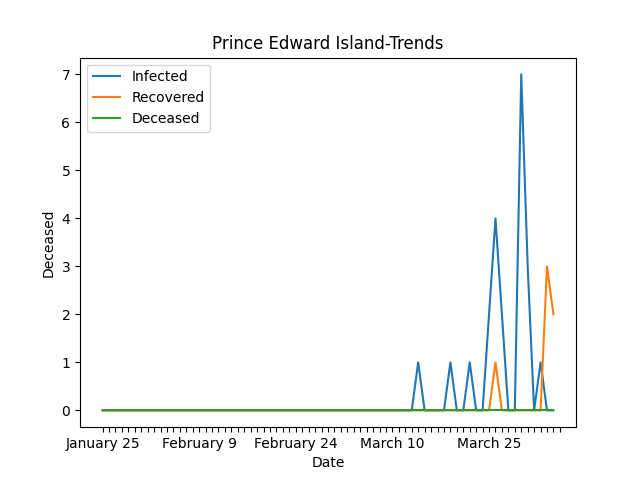 Prince Edward Island-Trends
Infected
Recovered
Deceased
7
6
5
4
3
2
1
0
Deceased
January 25 February 9 February 24 March 10 March 25
Date